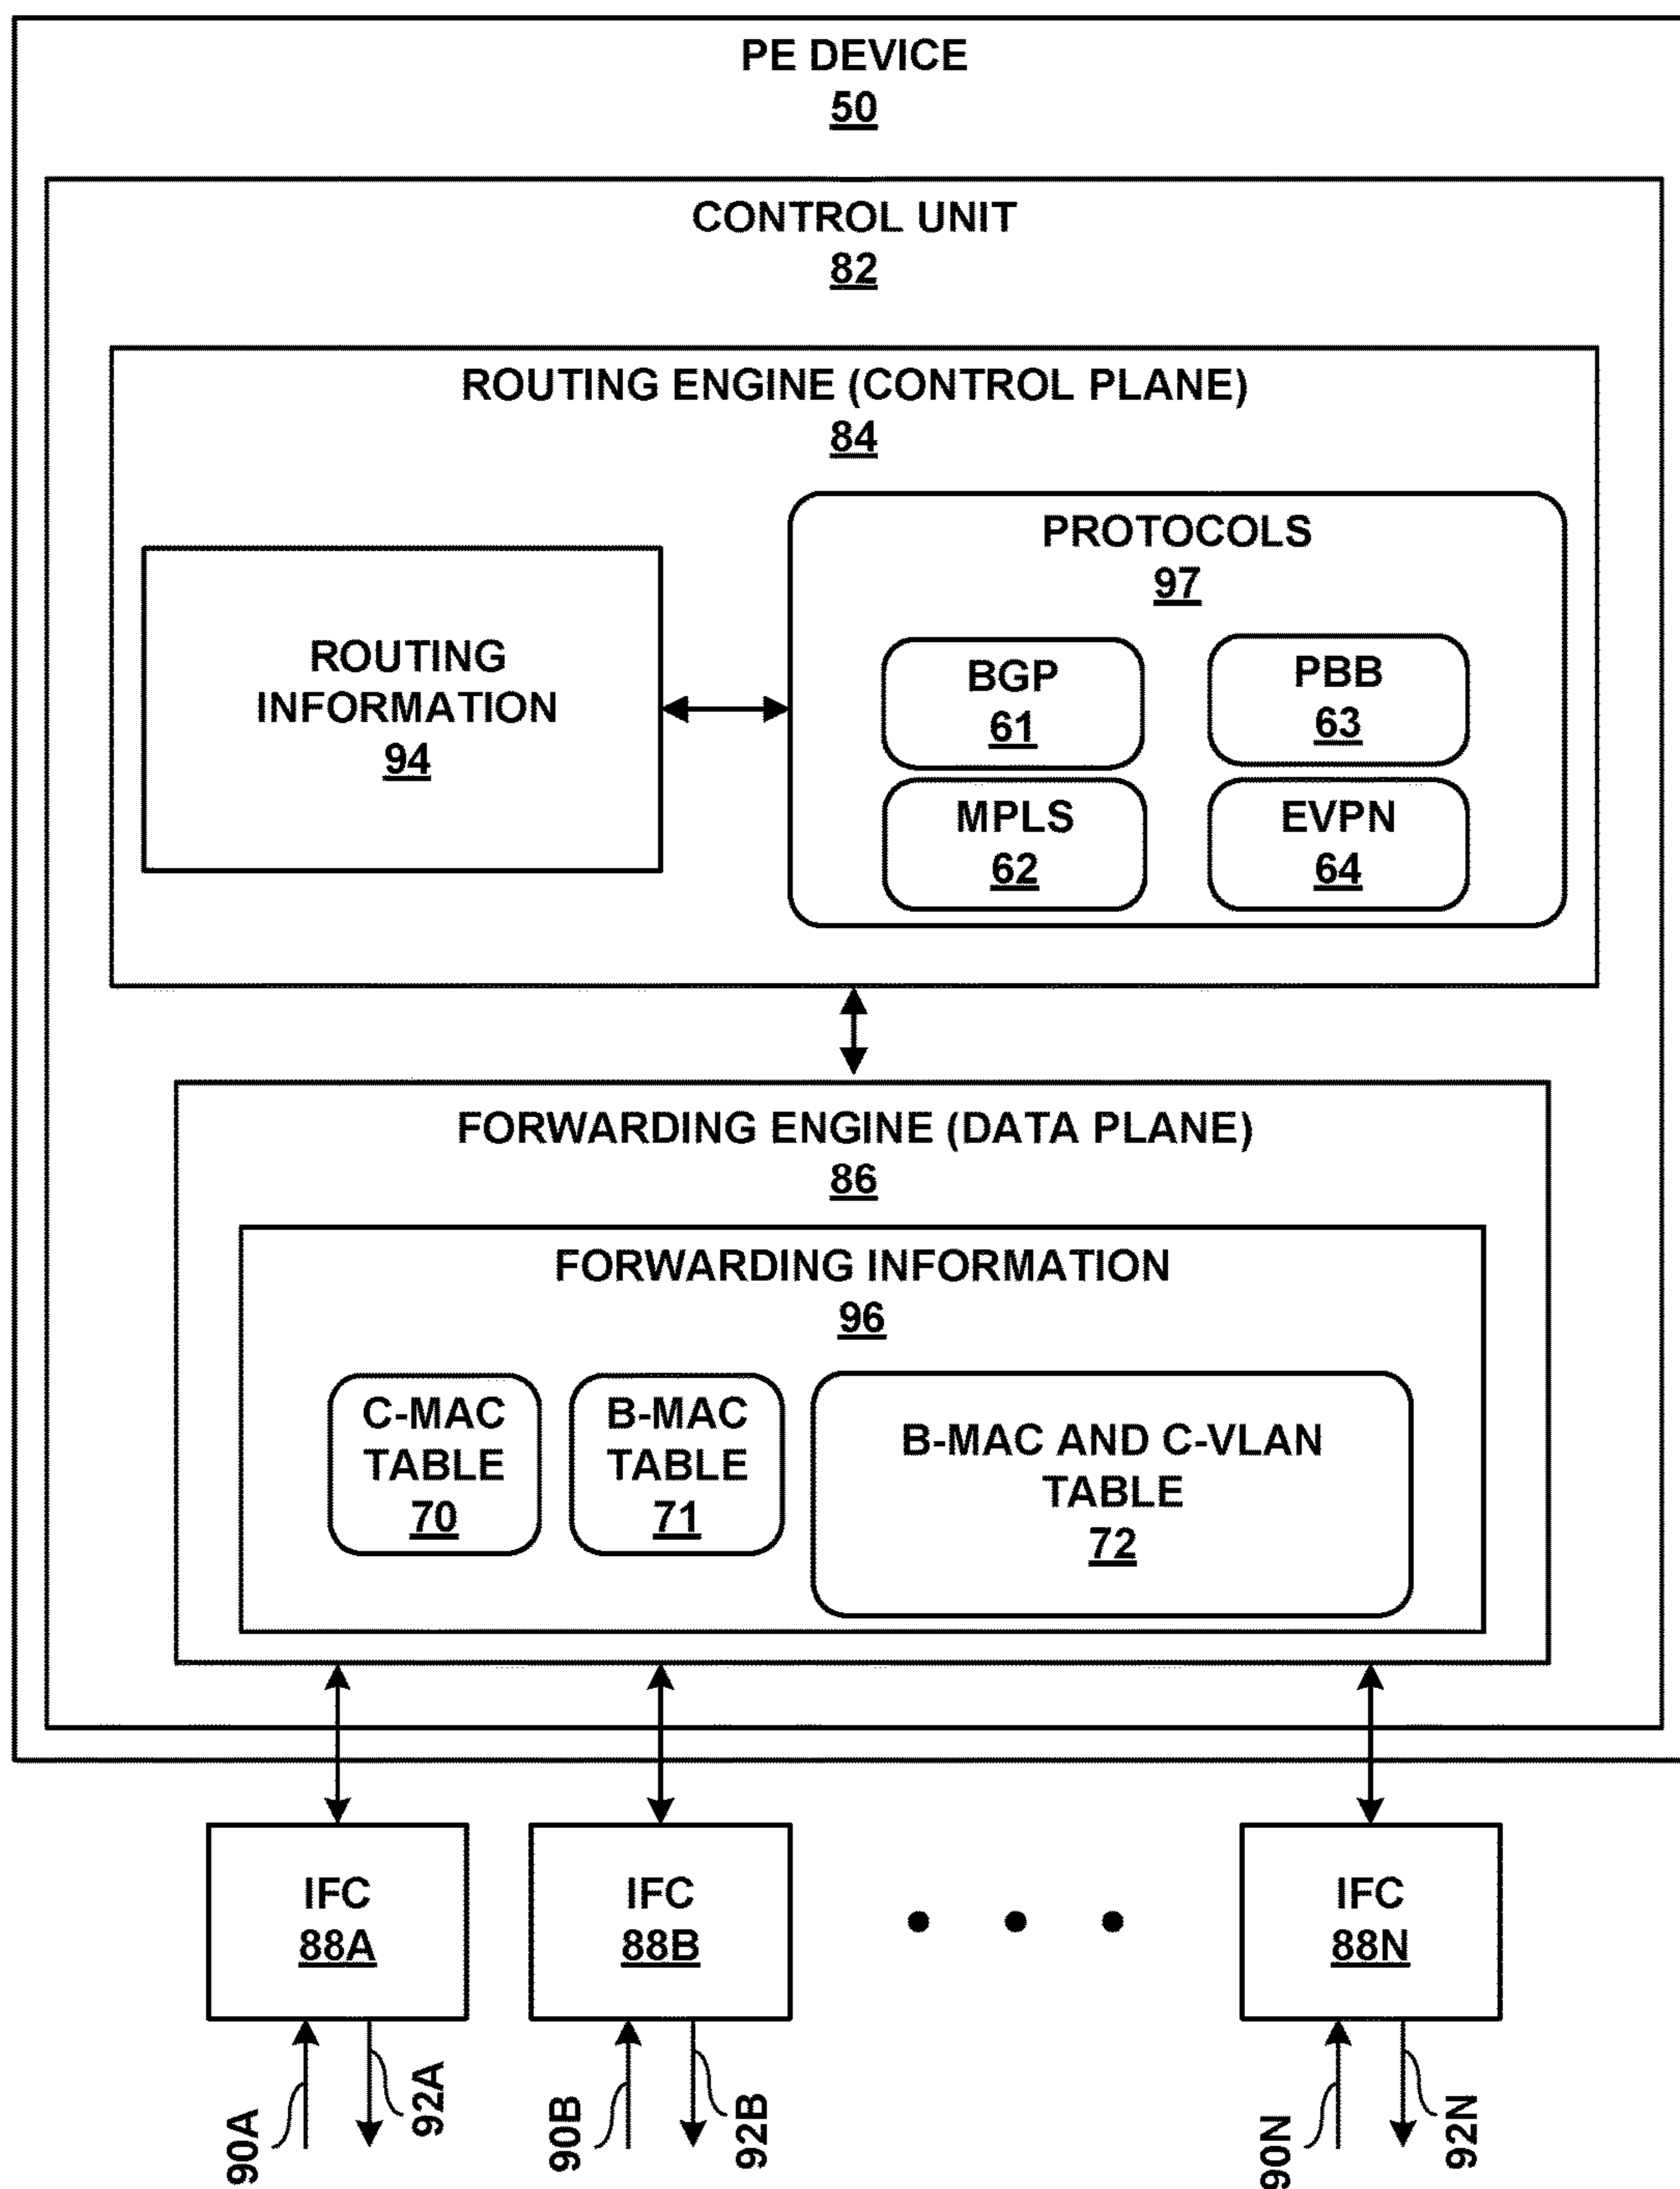 PE DEVICE
50
CONTROL UNIT
82
ROUTING ENGINE (CONTROL PLANE)
84
ROUTING
INFORMATION
94
PROTOCOLS
97
BGP
61
PBB
63
MPLS
62
EVPN
64
FORWARDING ENGINE (DATA PLANE)
86
FORWARDING INFORMATION
96
C-MAC
TABLE
70
B-MAC
TABLE
71
B-MAC AND C-VLAN
TABLE
72
IFC
88A
IFC
88B
IFC
88N
90A
92A
90B
92B
90N
92N